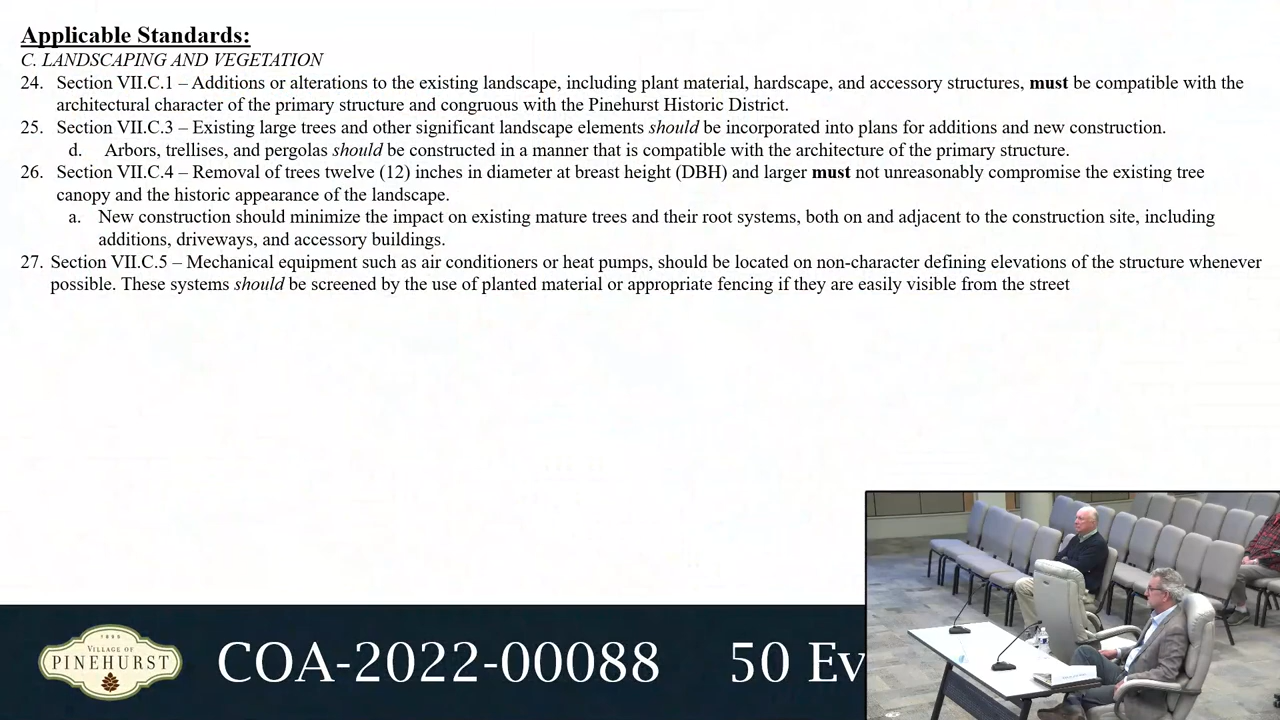 Applicable Standards:
C. LANDSCAPING AND VEGETATION
24. Section VII.C.1 – Additions or alterations to the existing landscape, including plant material, hardscape, and accessory structures, must be compatible with the
architectural character of the primary structure and congruous with the Pinehurst Historic District.
25. Section VII.C.3 – Existing large trees and other significant landscape elements should be incorporated into plans for additions and new construction.
d. Arbors, trellises, and pergolas should be constructed in a manner that is compatible with the architecture of the primary structure.
26. Section VII.C.4 – Removal of trees twelve (12) inches in diameter at breast height (DBH) and larger must not unreasonably compromise the existing tree
canopy and the historic appearance of the landscape.
a. New construction should minimize the impact on existing mature trees and their root systems, both on and adjacent to the construction site, including
additions, driveways, and accessory buildings.
27. Section VII.C.5 – Mechanical equipment such as air conditioners or heat pumps, should be located on non-character defining elevations of the structure whenever
possible. These systems should be screened by the use of planted material or appropriate fencing if they are easily visible from the street
1895
VILLAGE OF
PINEHURST
COA-2022-00088 50 Ev